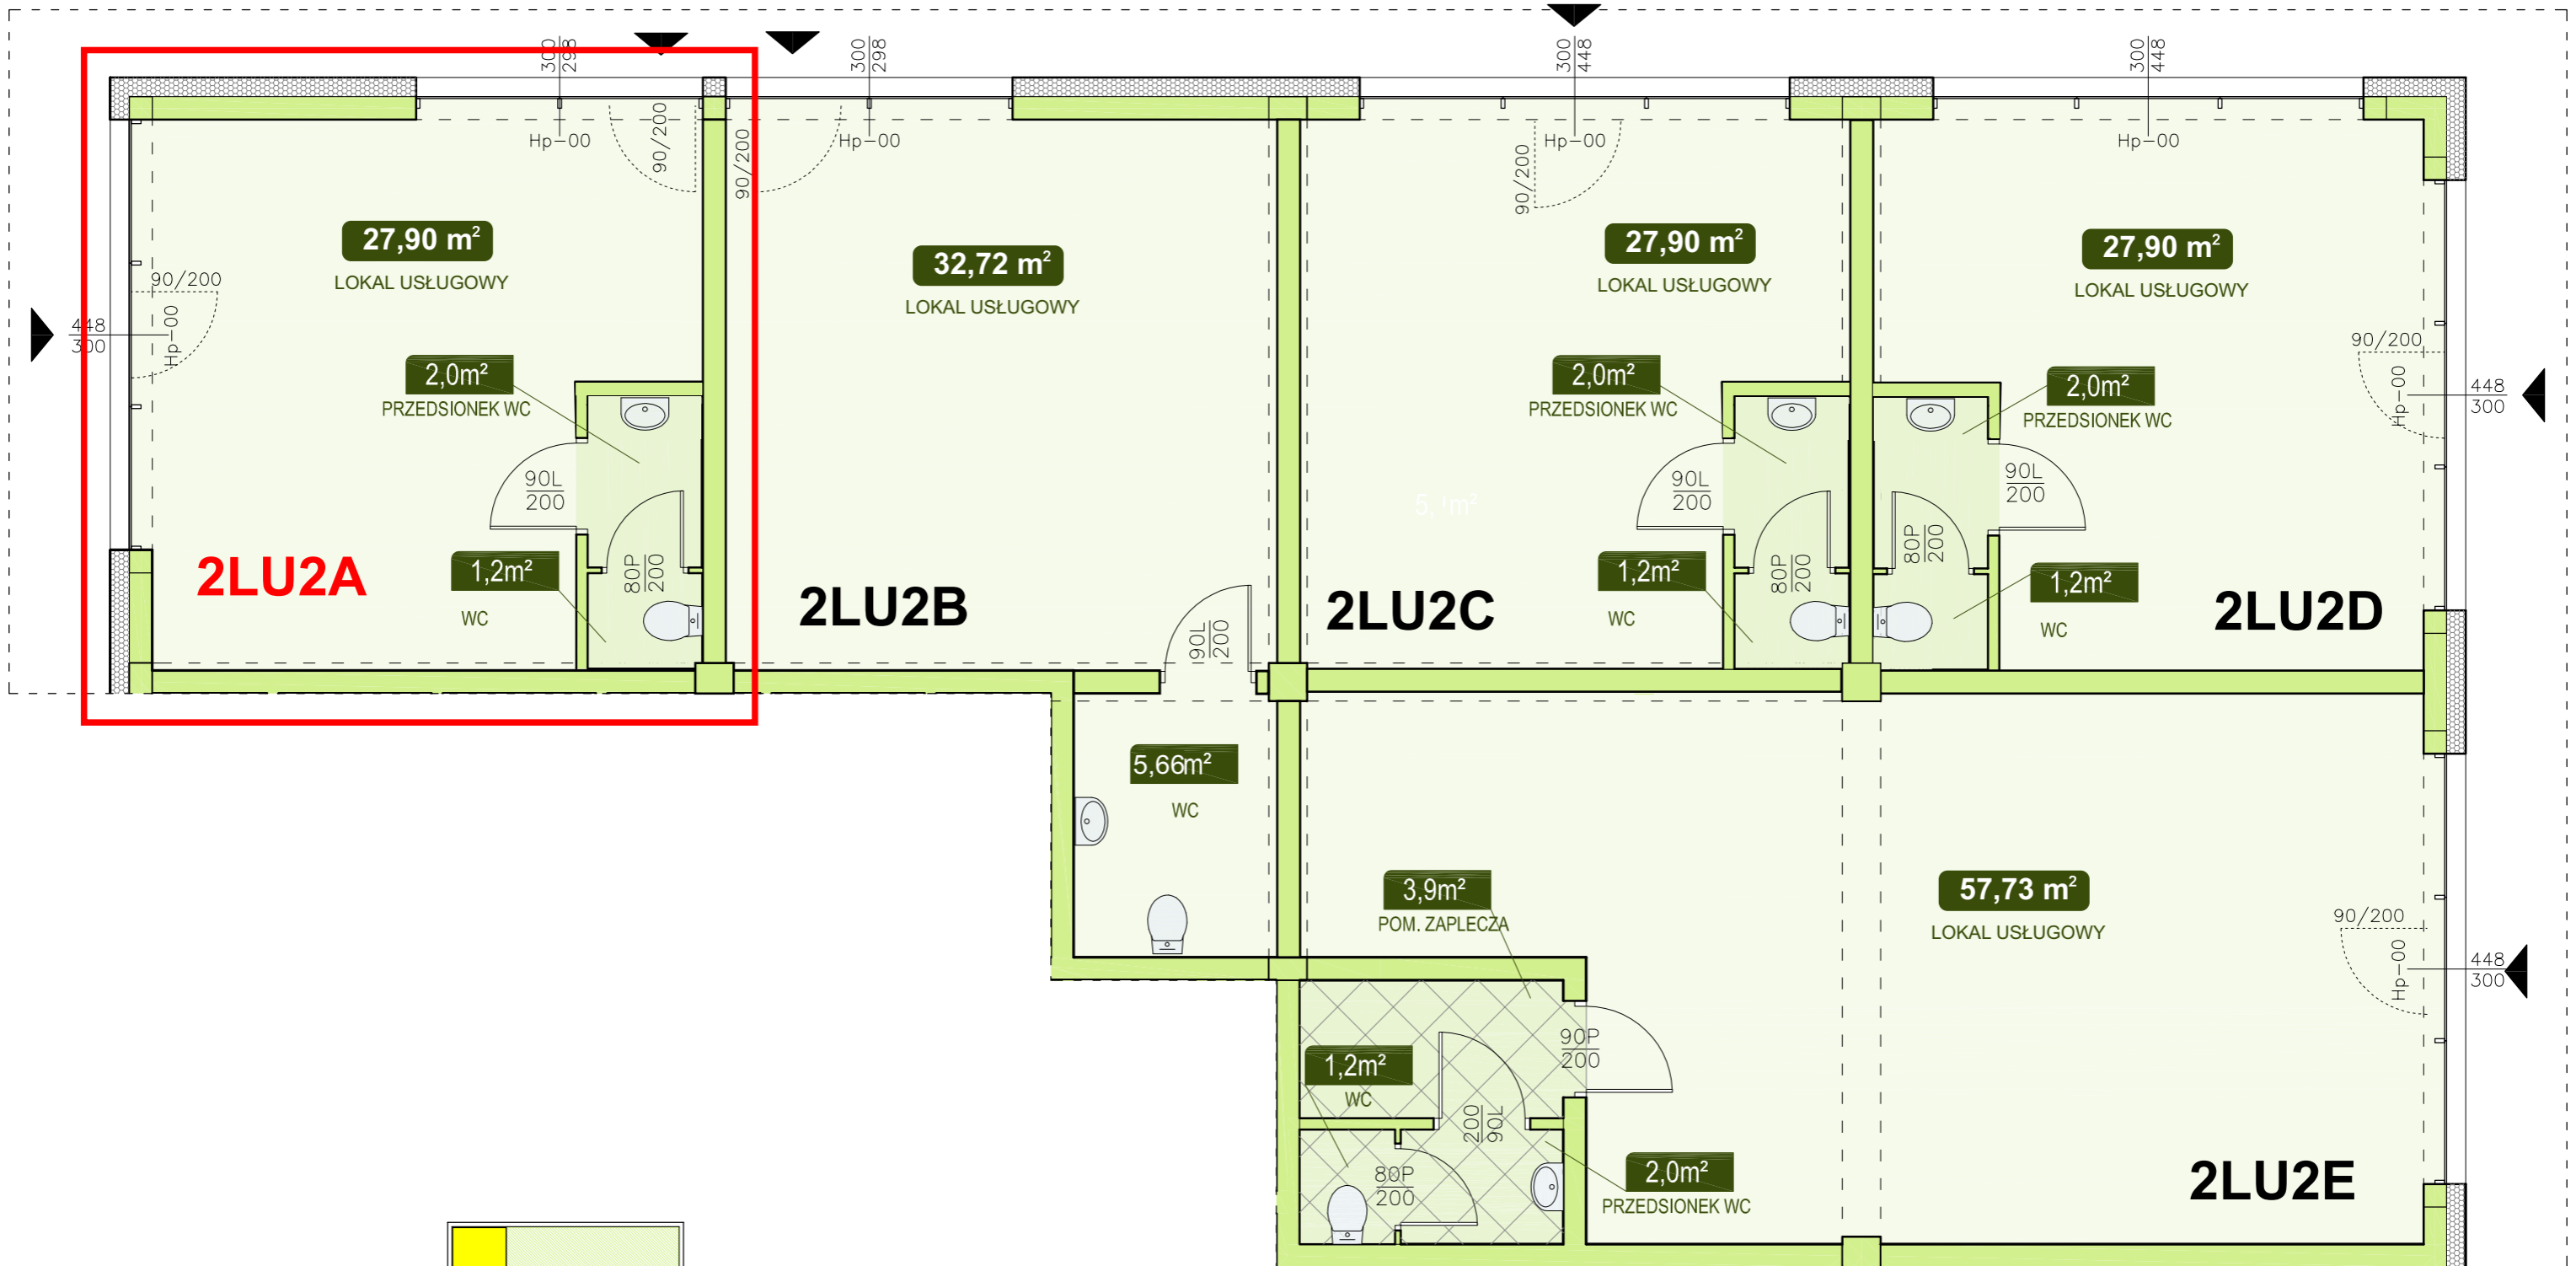 300
298
300
298
300
448
300
448
Hp-00
90/200
90/200
Hp-00
90/200
Hp-00
Hp-00
27,90 m²
LOKAL USŁUGOWY
32,72 m²
LOKAL USŁUGOWY
27,90 m²
LOKAL USŁUGOWY
27,90 m²
LOKAL USŁUGOWY
90/200
448
300
Hp-00
90/200
448
300
Hp-00
2,0m²
PRZEDSIONEK WC
2,0m²
PRZEDSIONEK WC
2,0m²
PRZEDSIONEK WC
90L
200
90L
200
90L
200
80P
200
80P
200
80P
200
1,2m²
WC
1,2m²
WC
1,2m²
WC
2LU2A
2LU2B
2LU2C
2LU2D
90L
200
5,66m²
WC
3,9m²
POM. ZAPLECZA
57,73 m²
LOKAL USŁUGOWY
90/200
448
300
Hp-00
90P
200
1,2m²
WC
200
90L
80P
200
2,0m²
PRZEDSIONEK WC
2LU2E